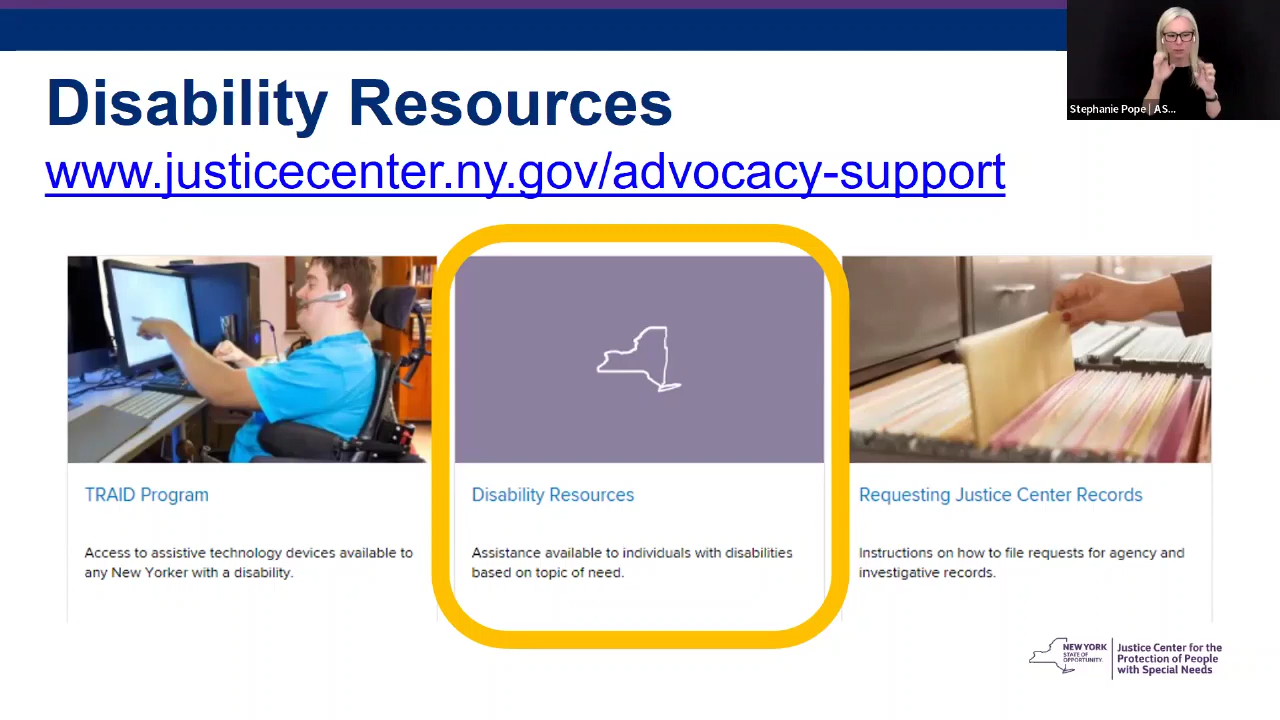 Disability Resources
www.justicecenter.ny.gov/advocacy-support
Stephanie Pope | AS...
TRAID Program
Access to assistive technology devices available to
any New Yorker with a disability.
Disability Resources
Assistance available to individuals with disabilities
based on topic of need.
Requesting Justice Center Records
Instructions on how to file requests for agency and
investigative records.
NEW YORK
STATE OF
OPPORTUNITY.
Justice Center for the
Protection of People
with Special Needs